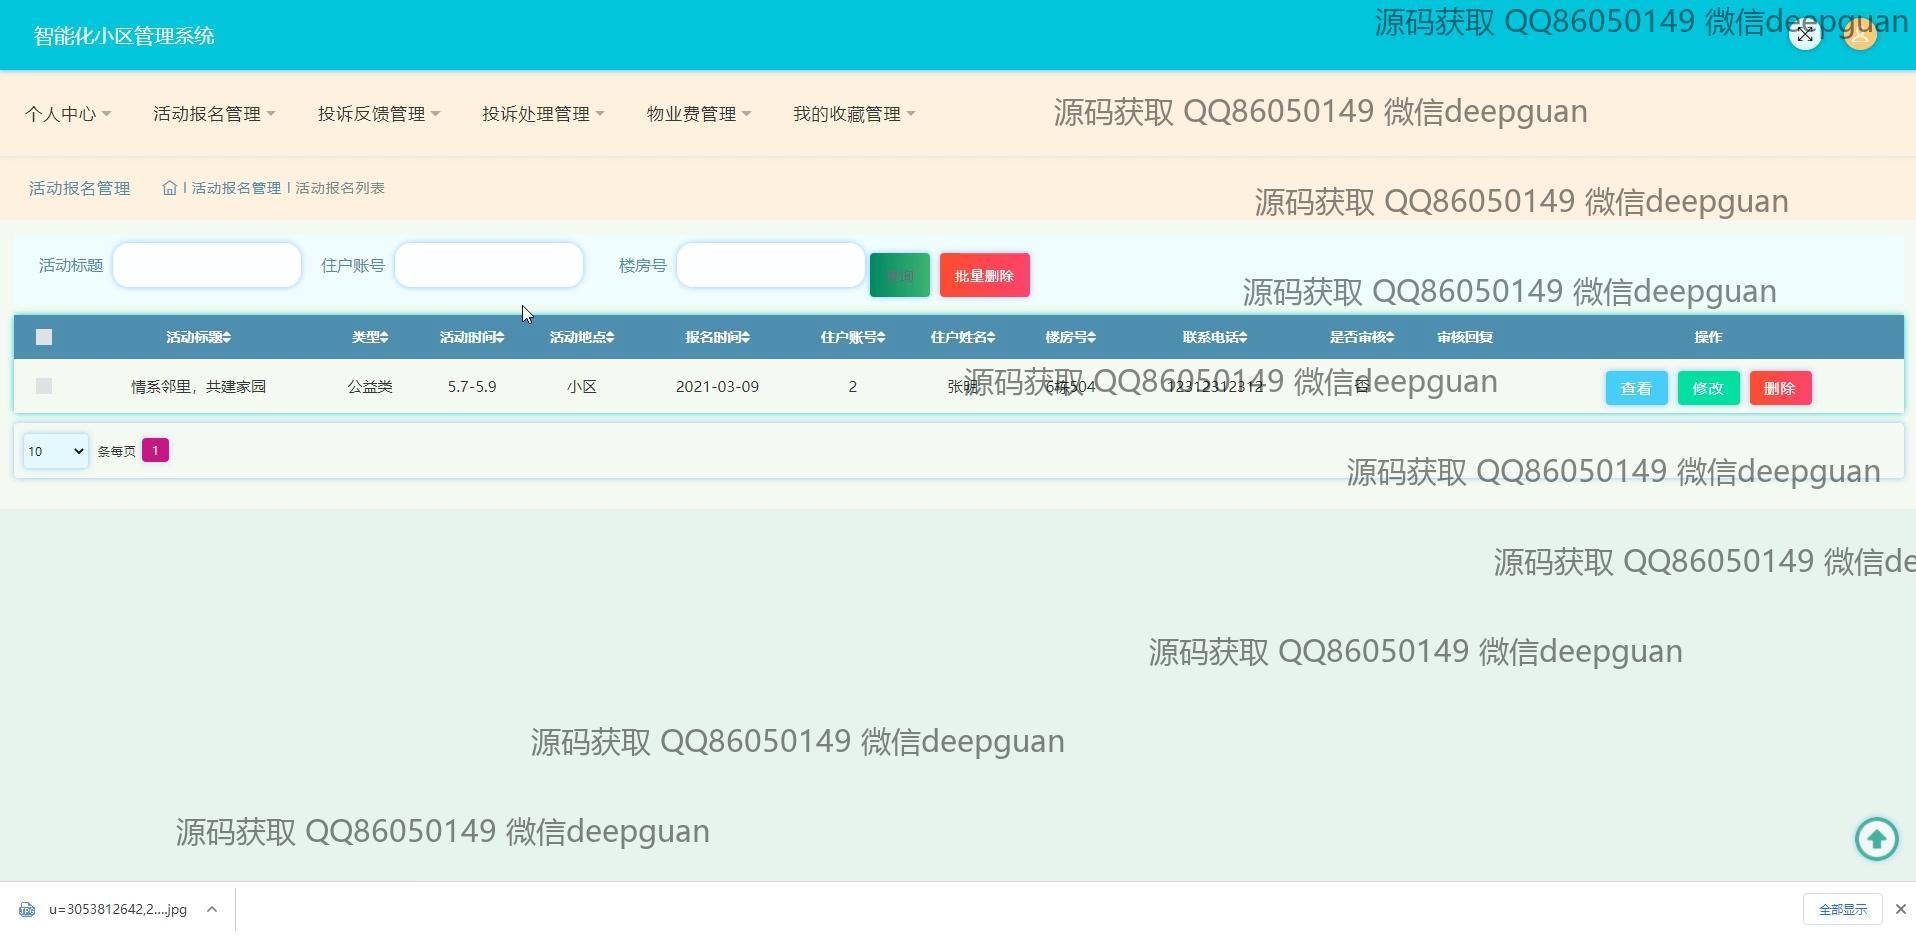 智能化小区管理系统
源码获取 QQ86050149 微信deepguan
个人中心 活动报名管理 投诉反馈管理 投诉处理管理 物业费管理 我的收藏管理
源码获取 QQ86050149 微信deepguan
活动报名管理 活动报名管理 活动报名列表
源码获取 QQ86050149 微信deepguan
活动标题 住户账号 楼房号 查询 批量删除
源码获取 QQ86050149 微信deepguan
活动标题 类型 活动时间 活动地点 报名时间 住户账号 住户姓名 楼房号 联系电话 是否审核 审核回复 操作
情系邻里，共建家园 公益类 5.7-5.9 小区 2021-03-09 2 张明 6栋504 12312312312 否 查看 修改 删除
源码获取 QQ86050149 微信deepguan
10 条每页 1
源码获取 QQ86050149 微信deepguan
源码获取 QQ86050149 微信de
源码获取 QQ86050149 微信deepguan
源码获取 QQ86050149 微信deepguan
源码获取 QQ86050149 微信deepguan
JPG u=3053812642,2....jpg 全部显示